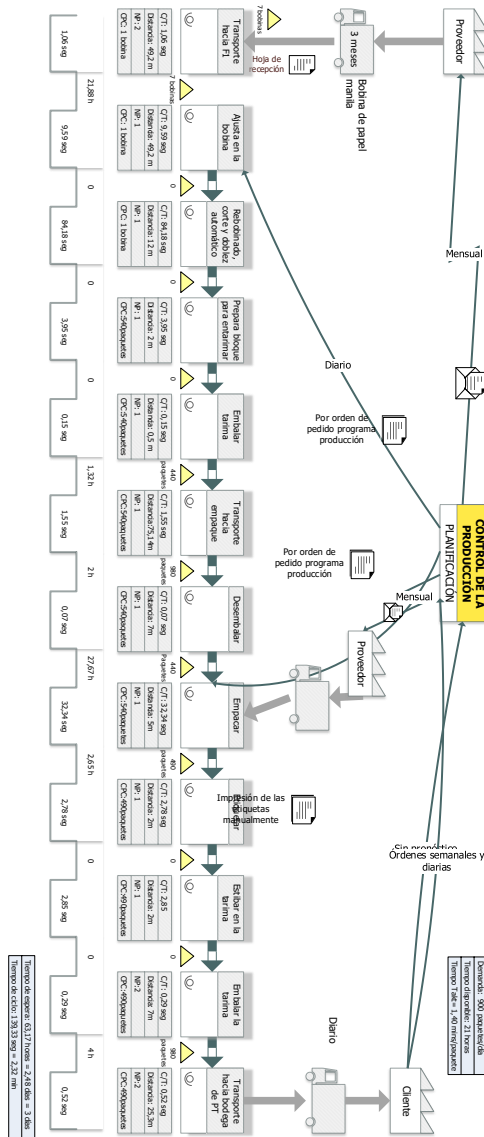 CONTROL DE LA
PRODUCCIÓN
PLANIFICACIÓN
Proveedor
Mensual
3 meses
Bobina de papel
manila
Hoja de
recepción
7 bobinas
Diario
Por orden de
pedido programa
producción
Por orden de
pedido programa
producción
Mensual
Proveedor
Órdenes semanales y
diarias
Diario
Cliente
Demanda: 900 paquetes/día
Tiempo disponible: 21 horas
Tiempo Takt= 1,40 mins/paquete
Transporte
hacia F1
C/T: 1,06 seg
NP: 2
Distancia: 49,2 m
CPC: 1 bobina
7 bobinas
Ajusta en la
bobina
C/T: 9,59 seg
NP: 1
Distancia: 49,2 m
CPC: 1 bobina
0
Rebobinado,
corte y doblez
automático
C/T: 84,18 seg
NP: 1
Distancia: 12 m
CPC: 1 bobina
0
Prepara bloque
para entarimar
C/T: 3,95 seg
NP: 1
Distancia: 2 m
CPC:540paquetes
0
Embalar
tarima
C/T: 0,15 seg
NP: 1
Distancia: 0,5 m
CPC:540paquetes
440
paquetes
Transporte
hacia
empaque
C/T: 1,55 seg
NP: 1
Distancia:75,14m
CPC:540paquetes
980
paquetes
Desembalar
C/T: 0,07 seg
NP: 1
Distancia: 7m
CPC:540paquetes
440
Paquetes
Empacar
C/T: 32,34 seg
NP: 1
Distancia: 5m
CPC:540paquetes
490
paquetes
Impresión de las
etiquetas
manualmente
C/T: 2,78 seg
NP: 1
Distancia: 2m
CPC:490paquetes
0
Estibar en la
tarima
C/T: 2,85
NP: 1
Distancia: 2m
CPC:490paquetes
0
Embalar la
tarima
C/T: 0,29 seg
NP:2
Distancia: 7m
CPC:490paquetes
980
paquetes
Transporte
hacia bodega
de PT
C/T: 0,52 seg
NP:2
Distancia: 25,3m
CPC:490paquetes
1,06 seg
21,88 h
9,59 seg
0
84,18 seg
0
3,95 seg
0
0,15 seg
1,32 h
1,55 seg
2 h
0,07 seg
27,67 h
32,34 seg
2,65 h
2,78 seg
0
2,85 seg
0
0,29 seg
4 h
0,52 seg
Tiempo de espera: 63,17 horas = 2,48 días = 3 días
Tiempo de ciclo: 139,33 seg = 2,32 min